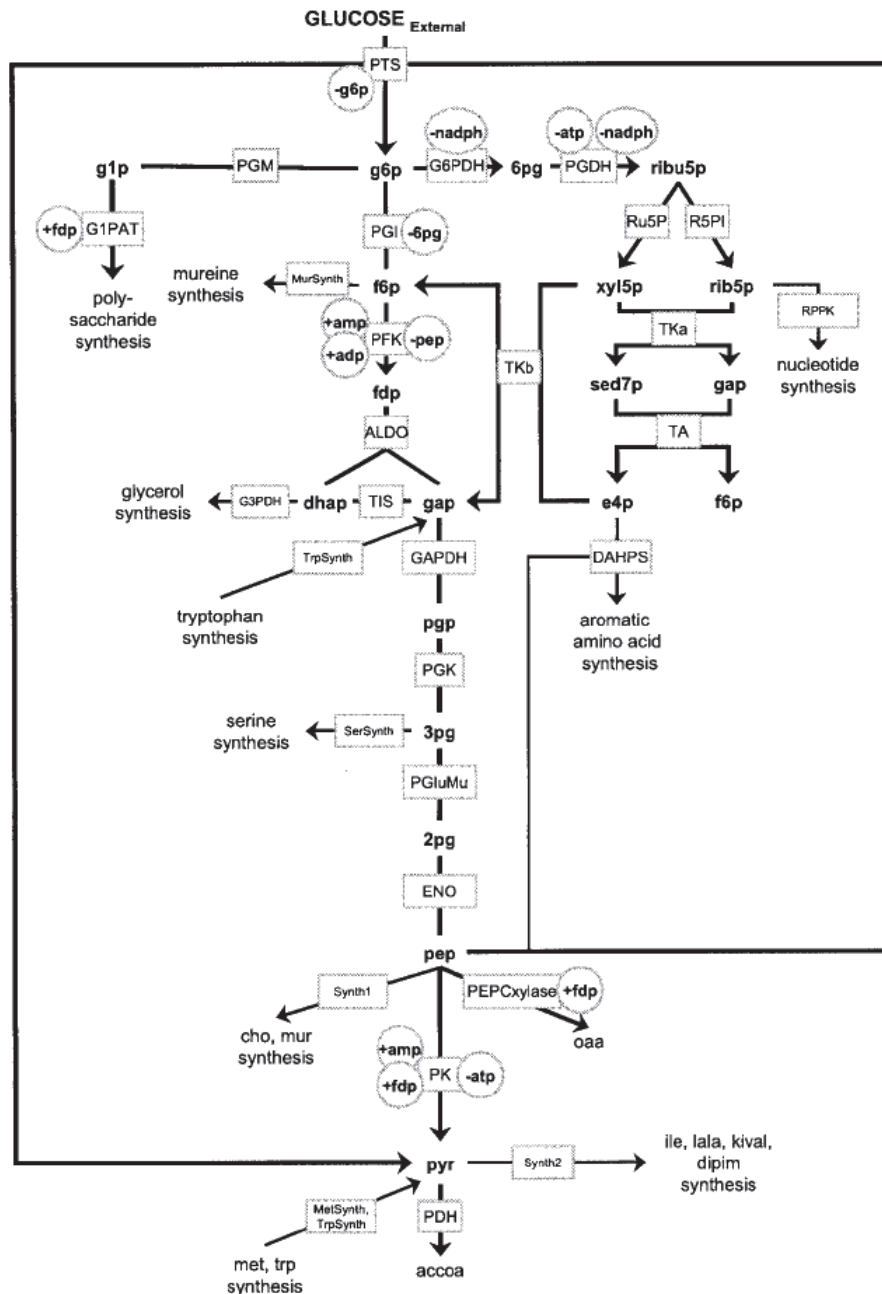 GLUCOSE External
PTS
-g6p
-nadph
-atp
-nadph
g1p
PGM
g6p
G6PDH
6pg
PGDH
ribu5p
+fdp
G1PAT
PGI
-6pg
Ru5P
R5PI
mureine
synthesis
MurSynth
f6p
xyl5p
rib5p
poly-
saccharide
synthesis
+amp
+adp
PFK
-pep
TKa
RPPK
TKb
nucleotide
synthesis
fdp
sed7p
gap
ALDO
TA
glycerol
synthesis
G3PDH
dhap
TIS
gap
e4p
f6p
TrpSynth
GAPDH
DAHPS
tryptophan
synthesis
pgp
aromatic
amino acid
synthesis
PGK
serine
synthesis
SerSynth
3pg
PGluMu
2pg
ENO
pep
Synth1
PEPCxylase
+fdp
cho, mur
synthesis
oaa
+amp
+fdp
PK
-atp
pyr
Synth2
ile, lala, kival,
dipim
synthesis
MetSynth,
TrpSynth
PDH
met, trp
synthesis
accoa